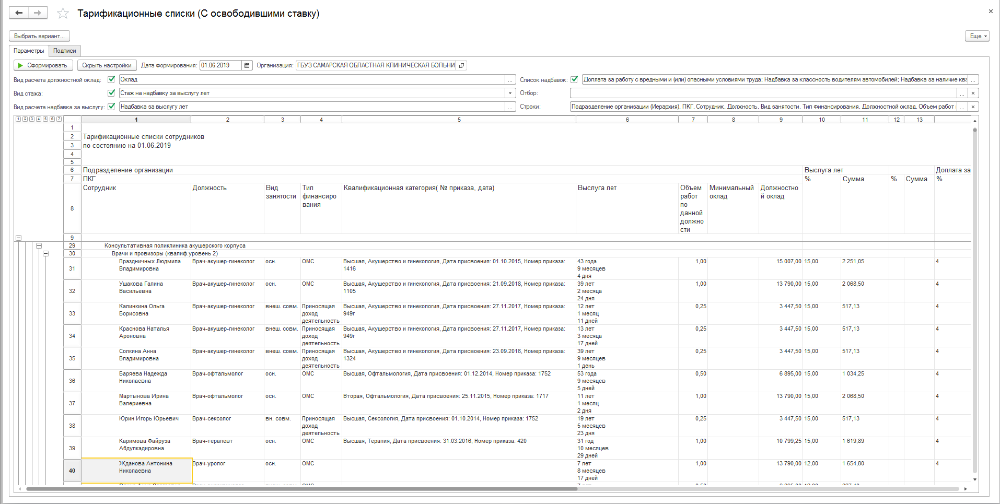 Тарификационные списки (С освободившими ставку)
Выбрать вариант...
Еще
Параметры
Подписи
Сформировать
Скрыть настройки
Дата формирования: 01.06.2019
Организация: ГБУЗ САМАРСКАЯ ОБЛАСТНАЯ КЛИНИЧЕСКАЯ БОЛЬНИ
Вид расчета должностной оклад: Оклад ...
Список надбавок: Доплата за работу с вредными и (или) опасными условиями труда; Надбавка за классность водителям автомобилей; Надбавка за наличие ква ...
Вид стажа: Стаж на надбавку за выслугу лет
Отбор: ... ×
Вид расчета надбавка за выслугу: Надбавка за выслугу лет ...
Строки: Подразделение организации (Иерархия), ПКГ, Сотрудник, Должность, Вид занятости, Тип финансирования, Должностной оклад, Объем работ ... ×
1 2 3 4 5 6 7
1 2 3 4 5 6 7 8 9 10 11 12 13
1
2 Тарификационные списки сотрудников
3 по состоянию на 01.06.2019
4
5
6 Подразделение организации Выслуга лет Доплата за
7 ПКГ % Сумма % Сумма %
8
Сотрудник
Должность
Вид
занятости
Тип
финансиро
вания
Квалификационная категория( № приказа, дата)
Выслуга лет
Объем
работ
по
данной
должно
сти
Минимальный
оклад
Должностно
й оклад
9
29 Консультативная поликлиника акушерского корпуса
30 Врачи и провизоры (квалиф.уровень 2)
31
Праздничных Людмила Врач-акушер-гинеколог осн. ОМС Высшая, Акушерство и гинекология, Дата присвоения: 01.10.2015, Номер приказа: 43 года 1,00 15 007,00 15,00 2 251,05 4
Владимировна 1416 9 месяцев
4 дня
32
Ушакова Галина Врач-акушер-гинеколог осн. ОМС Высшая, Акушерство и гинекология, Дата присвоения: 21.09.2018, Номер приказа: 39 лет 1,00 13 790,00 15,00 2 068,50 4
Васильевна 1105 2 месяца
24 дня
33
Калинкина Ольга Врач-акушер-гинеколог внеш. совм. Приносящая Высшая, Акушерство и гинекология, Дата присвоения: 27.11.2017, Номер приказа: 12 лет 0,25 3 447,50 15,00 517,13 4
Борисовна доход 949г 1 месяц
деятельность 11 дней
34
Краснова Наталья Врач-акушер-гинеколог внеш. совм. Приносящая Высшая, Акушерство и гинекология, Дата присвоения: 27.11.2017, Номер приказа: 13 лет 0,25 3 447,50 15,00 517,13 4
Ароновна доход 949г 3 месяца
деятельность 17 дней
35
Солкина Анна Врач-акушер-гинеколог внеш. совм. Приносящая Высшая, Акушерство и гинекология, Дата присвоения: 23.09.2016, Номер приказа: 39 лет 0,25 3 447,50 15,00 517,13 4
Владимировна доход 1324 9 месяцев
деятельность 1 день
36
Баряева Надежда Врач-офтальмолог осн. ОМС Высшая, Офтальмология, Дата присвоения: 01.12.2014, Номер приказа: 1752 53 года 0,50 6 895,00 15,00 1 034,25 4
Николаевна 9 месяцев
5 дней
37
Мартынова Ирина Врач-офтальмолог осн. ОМС Вторая, Офтальмология, Дата присвоения: 25.11.2015, Номер приказа: 1717 11 лет 1,00 13 790,00 15,00 2 068,50 4
Валериевна 1 месяц
2 дня
38
Юрин Игорь Юрьевич Врач-сексолог вн. совм. Приносящая Высшая, Сексология, Дата присвоения: 01.10.2014, Номер приказа: 1752 19 лет 0,25 3 447,50 15,00 517,13 4
доход 5 месяцев
деятельность 23 дня
39
Каримова Файруза Врач-терапевт осн. ОМС Высшая, Терапия, Дата присвоения: 31.03.2016, Номер приказа: 420 31 год 1,00 10 799,25 15,00 1 619,89 4
Абдулкадировна 10 месяцев
29 дней
40
Жданова Антонина Врач-уролог осн. ОМС 7 лет 1,00 13 790,00 12,00 1 654,80 4
Николаевна 8 месяцев
17 дней